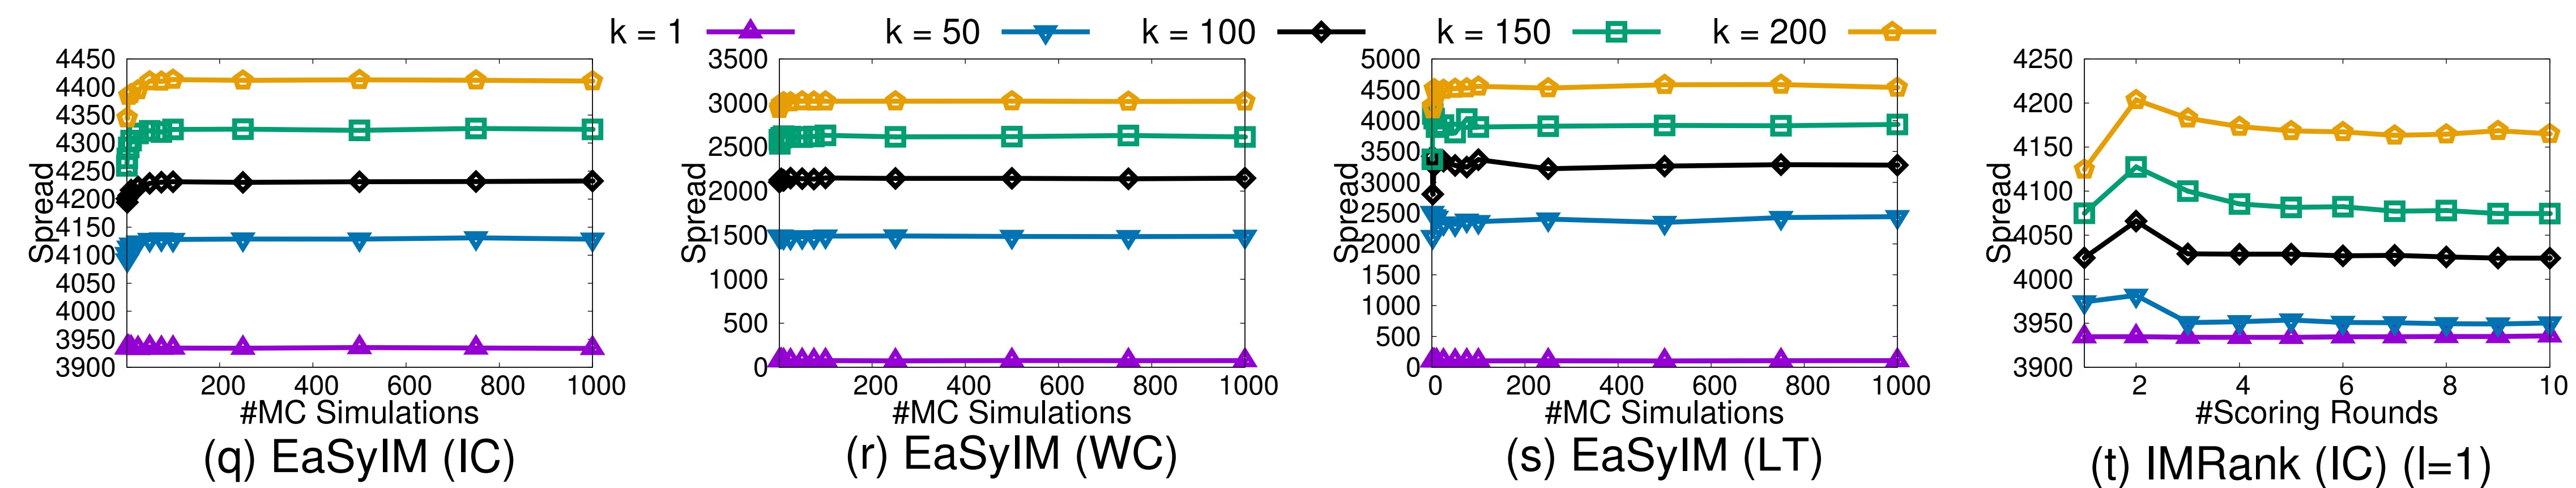 k = 1 k = 50 k = 100 k = 150 k = 200
4450
4400
4350
4300
4250
4200
4150
4100
4050
4000
3950
3900
Spread
200 400 600 800 1000
#MC Simulations
(q) EaSyIM (IC)
3500
3000
2500
2000
1500
1000
500
0
Spread
200 400 600 800 1000
#MC Simulations
(r) EaSyIM (WC)
5000
4500
4000
3500
3000
2500
2000
1500
1000
500
0
Spread
0 200 400 600 800 1000
#MC Simulations
(s) EaSyIM (LT)
4250
4200
4150
4100
4050
4000
3950
3900
Spread
2 4 6 8 10
#Scoring Rounds
(t) IMRank (IC) (l=1)